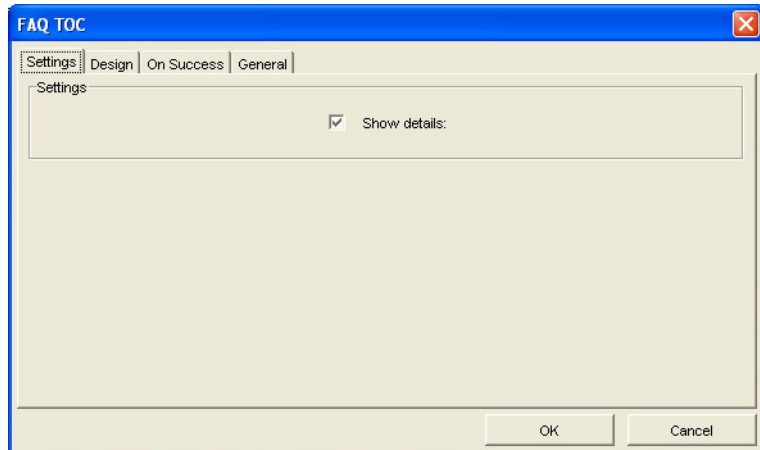 FAQ TOC
Settings Design On Success General
Settings
Show details:
OK Cancel